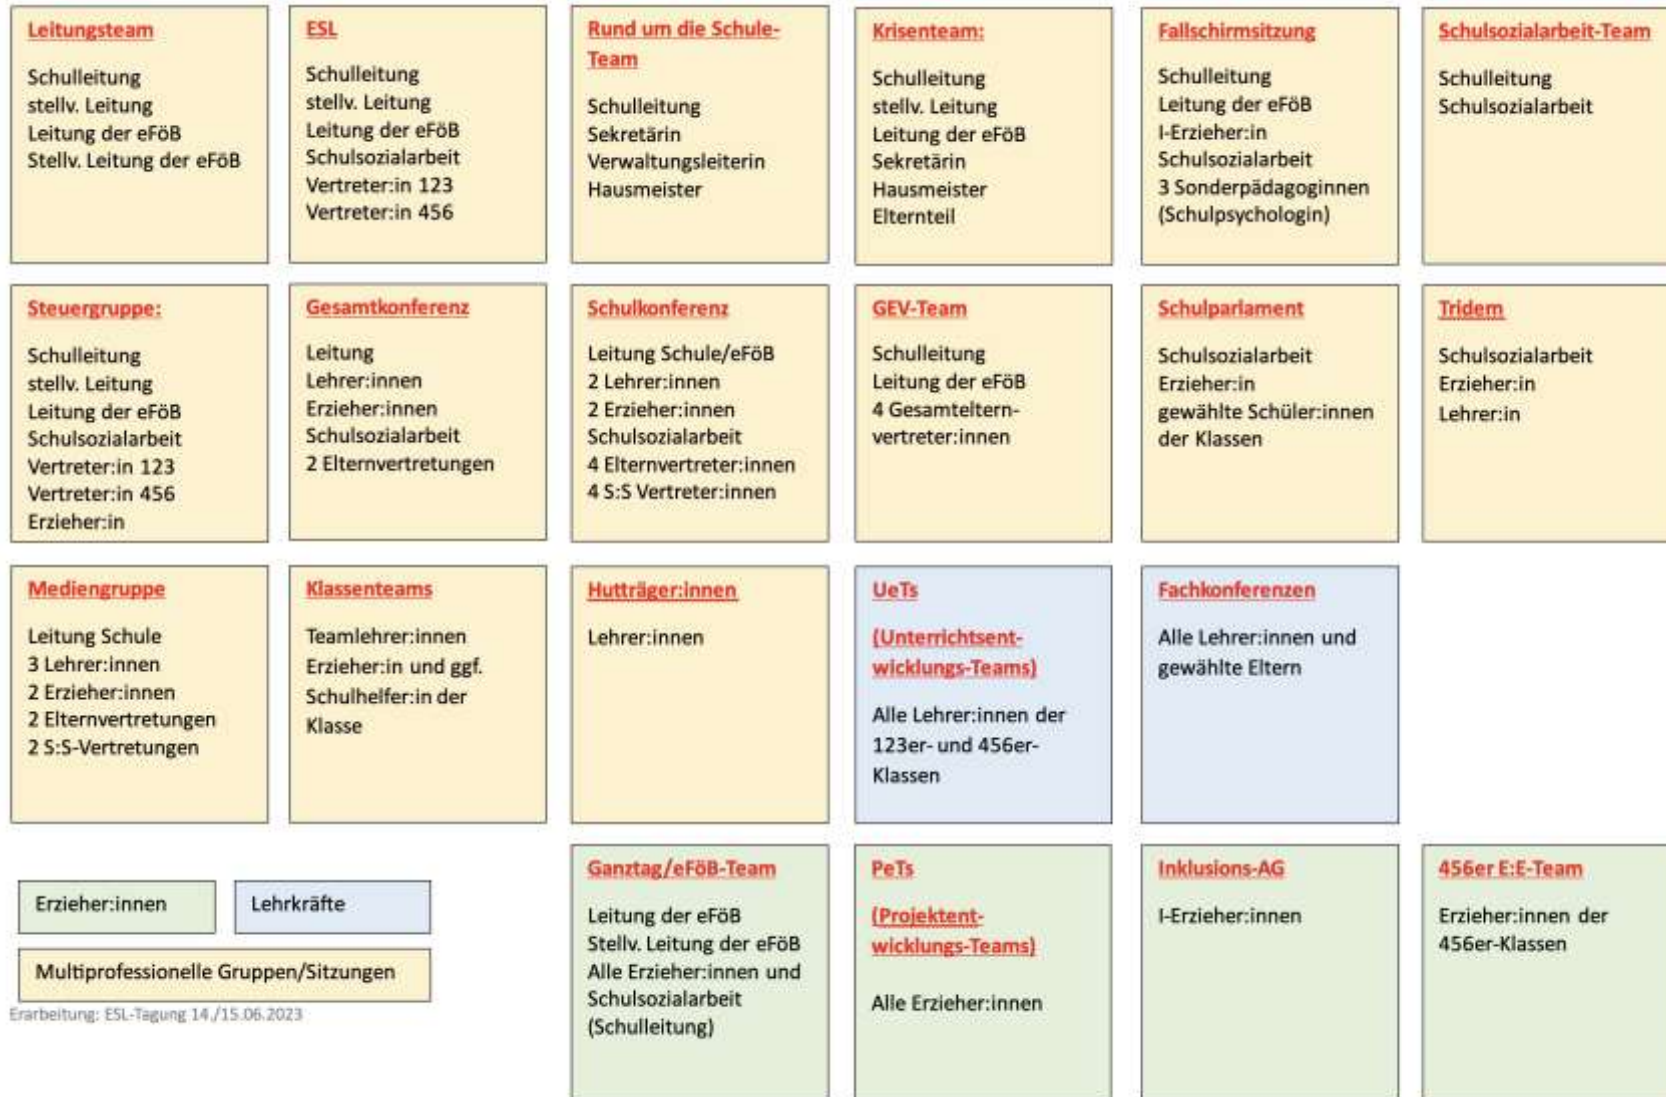 Leitungsteam
Schulleitung
stellv. Leitung
Leitung der eFöB
Stellv. Leitung der eFöB
ESL
Schulleitung
stellv. Leitung
Leitung der eFöB
Schulsozialarbeit
Vertreter:in 123
Vertreter:in 456
Rund um die Schule-
Team
Schulleitung
Sekretärin
Verwaltungsleiterin
Hausmeister
Krisenteam:
Schulleitung
stellv. Leitung
Leitung der eFöB
Sekretärin
Hausmeister
Elternteil
Fallschirmsitzung
Schulleitung
Leitung der eFöB
I-Erzieher:in
Schulsozialarbeit
3 Sonderpädagoginnen
(Schulpsychologin)
Schulsozialarbeit-Team
Schulleitung
Schulsozialarbeit
Steuergruppe:
Schulleitung
stellv. Leitung
Leitung der eFöB
Schulsozialarbeit
Vertreter:in 123
Vertreter:in 456
Erzieher:in
Gesamtkonferenz
Leitung
Lehrer:innen
Erzieher:innen
Schulsozialarbeit
2 Elternvertretungen
Schulkonferenz
Leitung Schule/eFöB
2 Lehrer:innen
2 Erzieher:innen
Schulsozialarbeit
4 Elternvertreter:innen
4 S:S Vertreter:innen
GEV-Team
Schulleitung
Leitung der eFöB
4 Gesamteltern-
vertreter:innen
Schulparlament
Schulsozialarbeit
Erzieher:in
gewählte Schüler:innen
der Klassen
Tridem
Schulsozialarbeit
Erzieher:in
Lehrer:in
Mediengruppe
Leitung Schule
3 Lehrer:innen
2 Erzieher:innen
2 Elternvertretungen
2 S:S-Vertretungen
Klassenteams
Teamlehrer:innen
Erzieher:in und ggf.
Schulhelfer:in der
Klasse
Hutträger:innen
Lehrer:innen
UeTs
(Unterrichtsent-
wicklungs-Teams)
Alle Lehrer:innen der
123er- und 456er-
Klassen
Fachkonferenzen
Alle Lehrer:innen und
gewählte Eltern
Erzieher:innen
Lehrkräfte
Multiprofessionelle Gruppen/Sitzungen
Erarbeitung: ESL-Tagung 14./15.06.2023
Ganztag/eFöB-Team
Leitung der eFöB
Stellv. Leitung der eFöB
Alle Erzieher:innen und
Schulsozialarbeit
(Schulleitung)
PeTs
(Projektent-
wicklungs-Teams)
Alle Erzieher:innen
Inklusions-AG
I-Erzieher:innen
456er E:E-Team
Erzieher:innen der
456er-Klassen